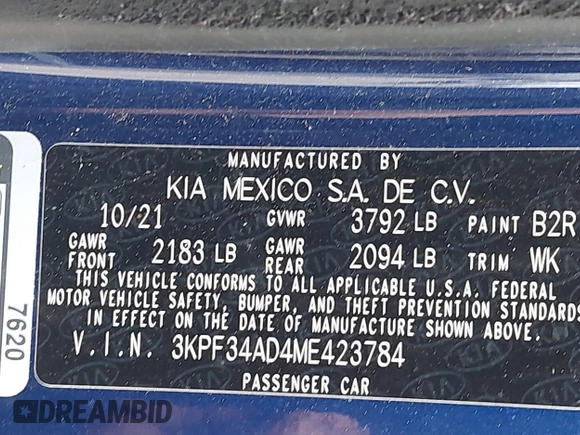 MANUFACTURED BY
KIA MEXICO S.A. DE C.V.
10/21 GVWR 3792 LB PAINT B2R
GAWR FRONT 2183 LB GAWR REAR 2094 LB TRIM WK
THIS VEHICLE CONFORMS TO ALL APPLICABLE U.S.A. FEDERAL
MOTOR VEHICLE SAFETY, BUMPER, AND THEFT PREVENTION STANDARDS
IN EFFECT ON THE DATE OF MANUFACTURE SHOWN ABOVE.
V.I.N. 3KPF34AD4ME423784
PASSENGER CAR
7620
DREAMBID